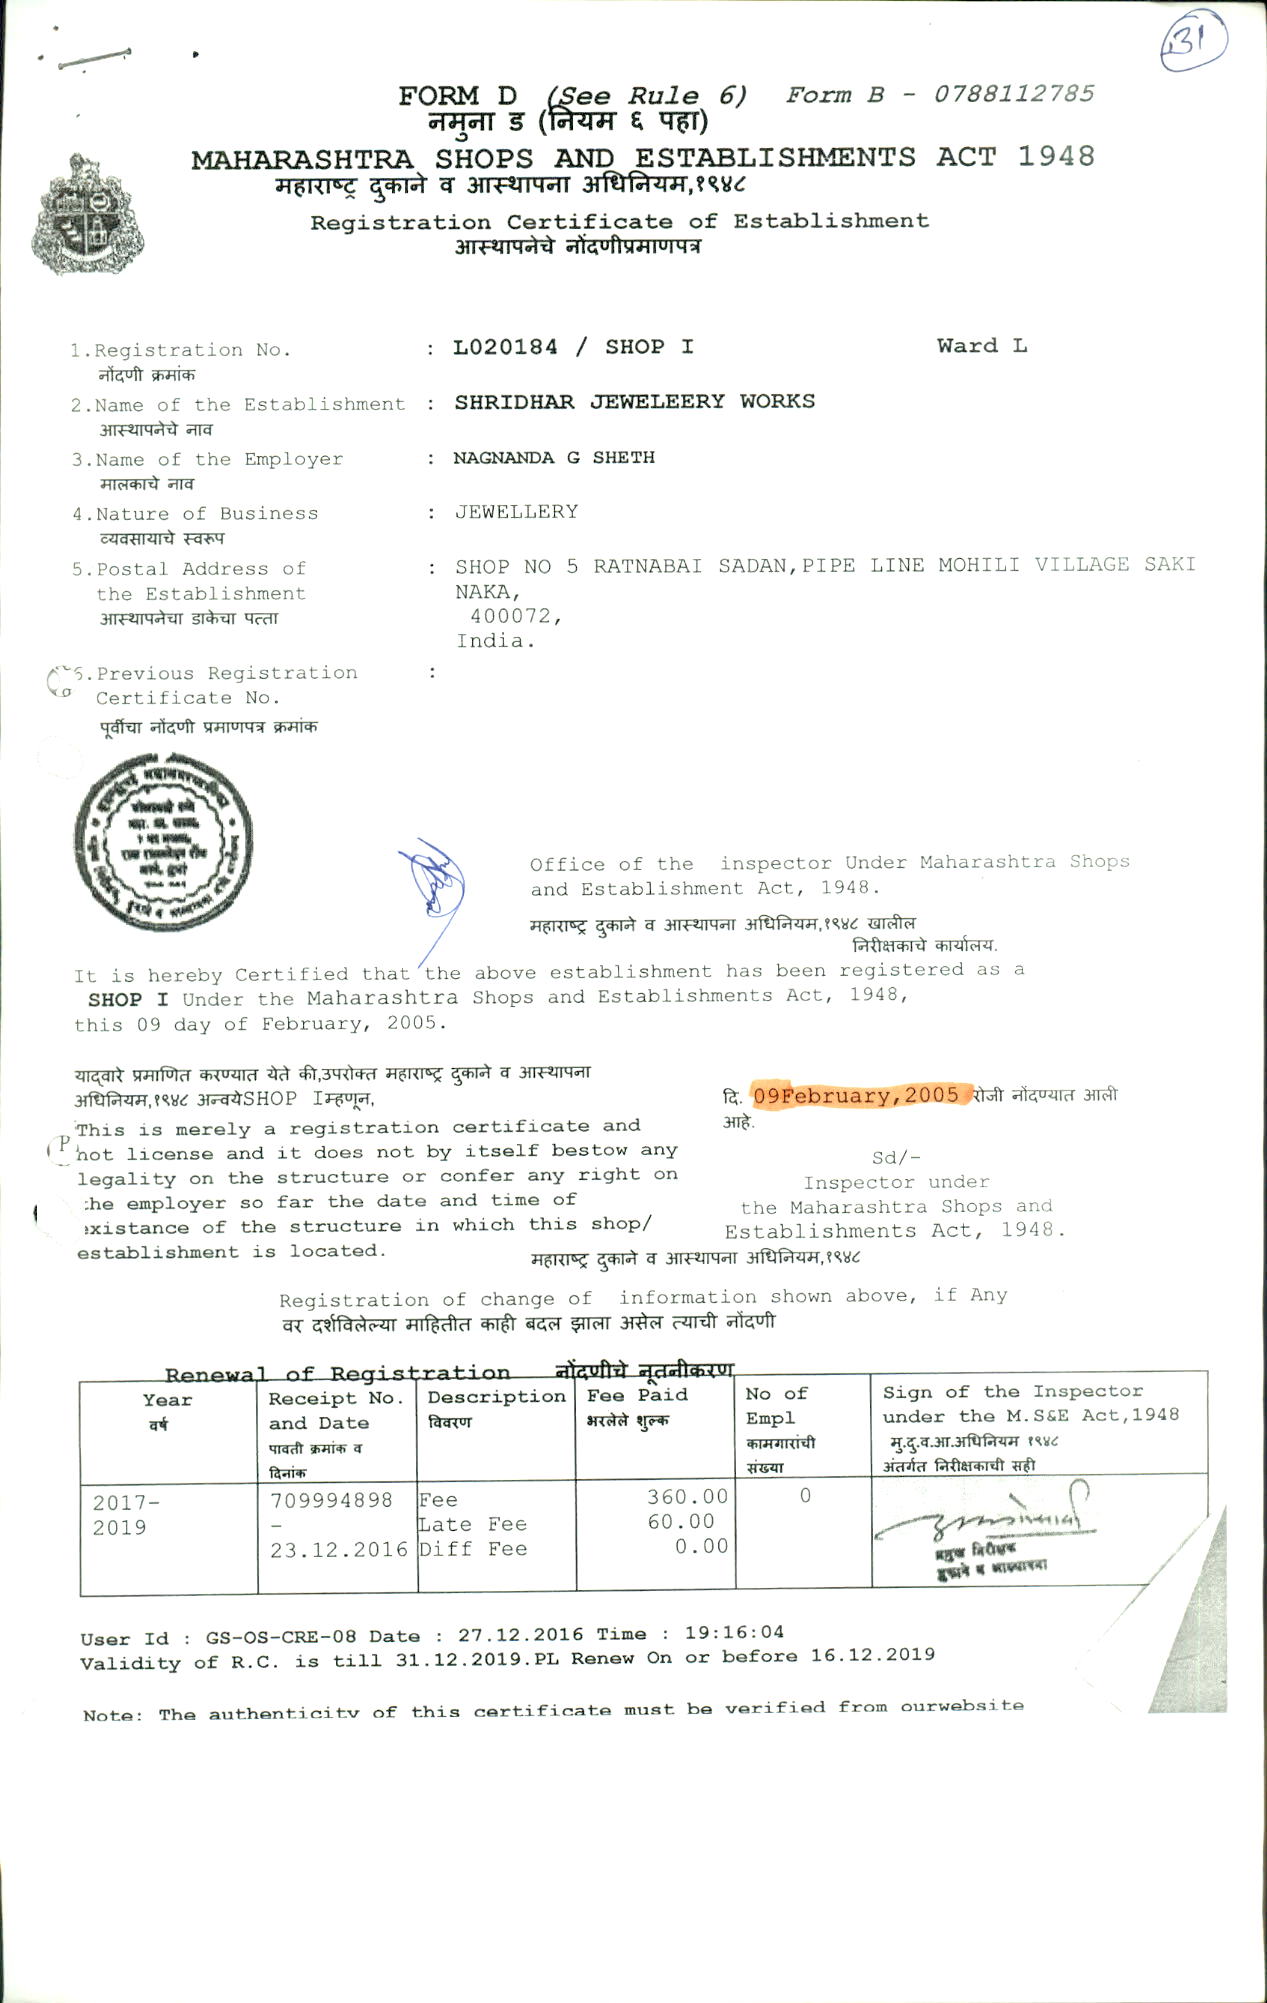 31
FORM D (See Rule 6) Form B - 0788112785
नमुना ड (नियम ६ पहा)
MAHARASHTRA SHOPS AND ESTABLISHMENTS ACT 1948
महाराष्ट्र दुकाने व आस्थापना अधिनियम,१९४८
Registration Certificate of Establishment
आस्थापनेचे नोंदणीप्रमाणपत्र
1.Registration No. : L020184 / SHOP I Ward L
नोंदणी क्रमांक
2.Name of the Establishment : SHRIDHAR JEWELEERY WORKS
आस्थापनेचे नाव
3.Name of the Employer : NAGNANDA G SHETH
मालकाचे नाव
4.Nature of Business : JEWELLERY
व्यवसायाचे स्वरुप
5.Postal Address of : SHOP NO 5 RATNABAI SADAN,PIPE LINE MOHILI VILLAGE SAKI
the Establishment NAKA,
आस्थापनेचा डाकेचा पत्ता 400072,
India.
6.Previous Registration :
Certificate No.
पूर्वीचा नोंदणी प्रमाणपत्र क्रमांक
Office of the inspector Under Maharashtra Shops
and Establishment Act, 1948.
महाराष्ट्र दुकाने व आस्थापना अधिनियम,१९४८ खालील
निरीक्षकाचे कार्यालय.
It is hereby Certified that the above establishment has been registered as a
SHOP I Under the Maharashtra Shops and Establishments Act, 1948,
this 09 day of February, 2005.
याद्वारे प्रमाणित करण्यात येते की,उपरोक्त महाराष्ट्र दुकाने व आस्थापना
अधिनियम,१९४८ अन्वयेSHOP Iम्हणून,
दि. 09February,2005 रोजी नोंदण्यात आली
आहे.
This is merely a registration certificate and
not license and it does not by itself bestow any
legality on the structure or confer any right on
the employer so far the date and time of
existance of the structure in which this shop/
establishment is located.
Sd/-
Inspector under
the Maharashtra Shops and
Establishments Act, 1948.
महाराष्ट्र दुकाने व आस्थापना अधिनियम,१९४८
Registration of change of information shown above, if Any
वर दर्शविलेल्या माहितीत काही बदल झाला असेल त्याची नोंदणी
Renewal of Registration नोंदणीचे नूतनीकरण
Year Receipt No. Description Fee Paid No of Sign of the Inspector
वर्ष and Date विवरण भरलेले शुल्क Empl under the M.S&E Act,1948
पावती क्रमांक व कामगारांची मु.दु.व.आ.अधिनियम १९४८
दिनांक संख्या अंतर्गत निरीक्षकाची सही
2017- 709994898 Fee 360.00 0
2019 - Late Fee 60.00
23.12.2016 Diff Fee 0.00
प्रमुख निरीक्षक
दुकाने व आस्थापना
User Id : GS-OS-CRE-08 Date : 27.12.2016 Time : 19:16:04
Validity of R.C. is till 31.12.2019.PL Renew On or before 16.12.2019
Note: The authenticity of this certificate must be verified from ourwebsite